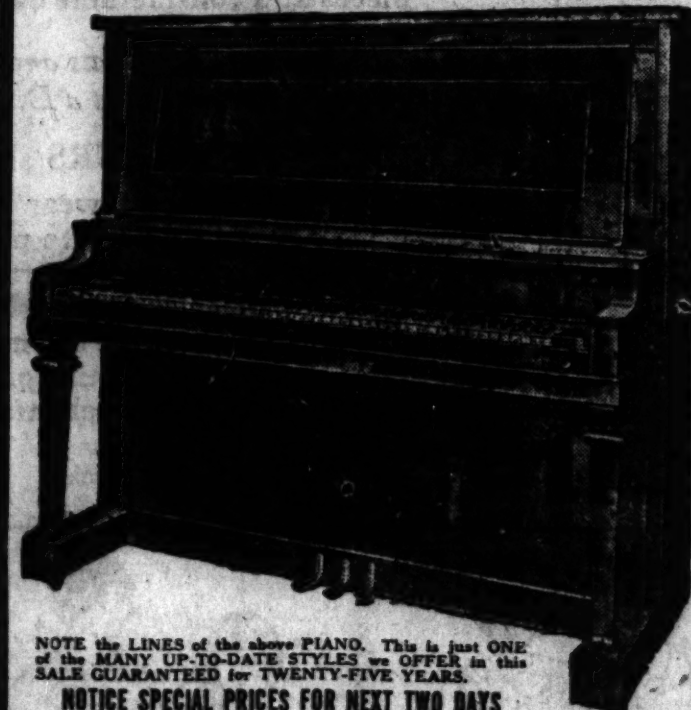 NOTE the LINES of the above PIANO. This is just ONE
of the MANY UP-TO-DATE STYLES we OFFER in this
SALE GUARANTEED for TWENTY-FIVE YEARS.
NOTICE SPECIAL PRICES FOR NEXT TWO DAYS